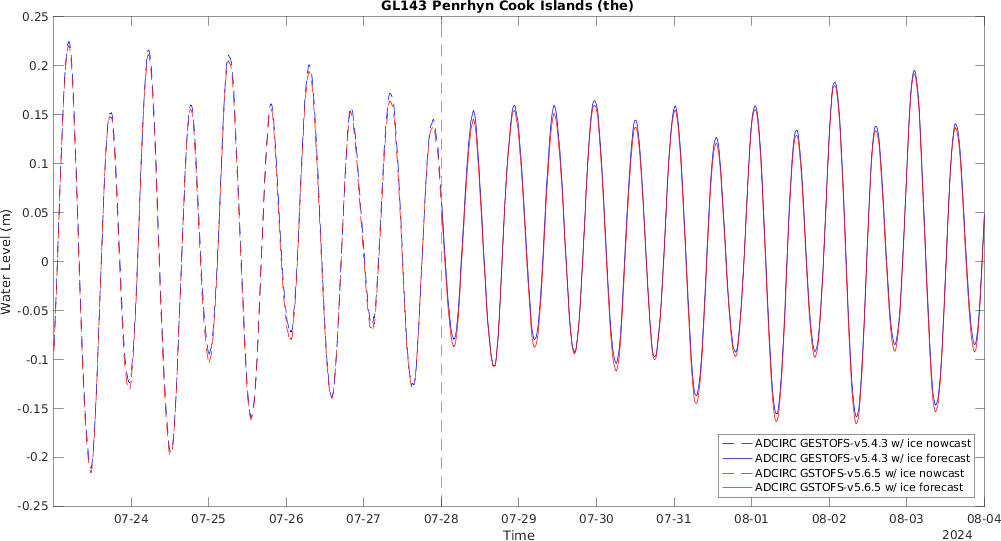 GL143 Penrhyn Cook Islands (the)
0.25
0.2
0.15
0.1
0.05
0
-0.05
-0.1
-0.15
-0.2
-0.25
Water Level (m)
ADCIRC GESTOFS-v5.4.3 w/ ice nowcast
ADCIRC GESTOFS-v5.4.3 w/ ice forecast
ADCIRC GSTOFS-v5.6.5 w/ ice nowcast
ADCIRC GSTOFS-v5.6.5 w/ ice forecast
07-24 07-25 07-26 07-27 07-28 07-29 07-30 07-31 08-01 08-02 08-03 08-04
Time
2024